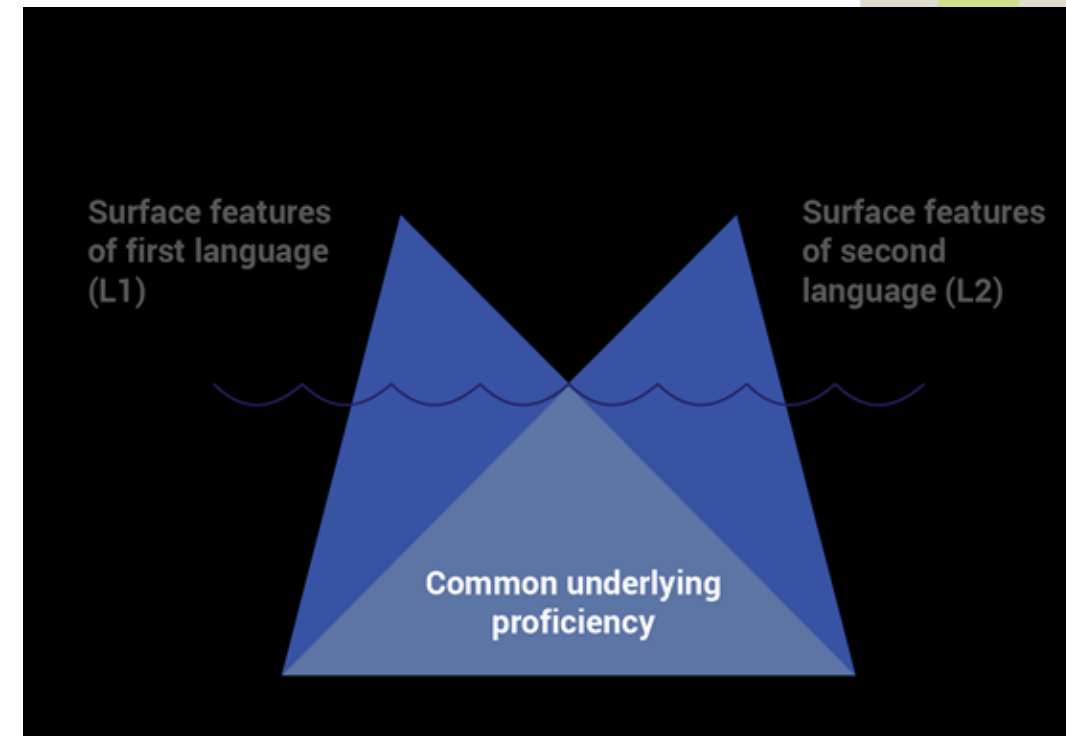 Surface features
of first language
(L1)
Surface features
of second
language (L2)
Common underlying
proficiency